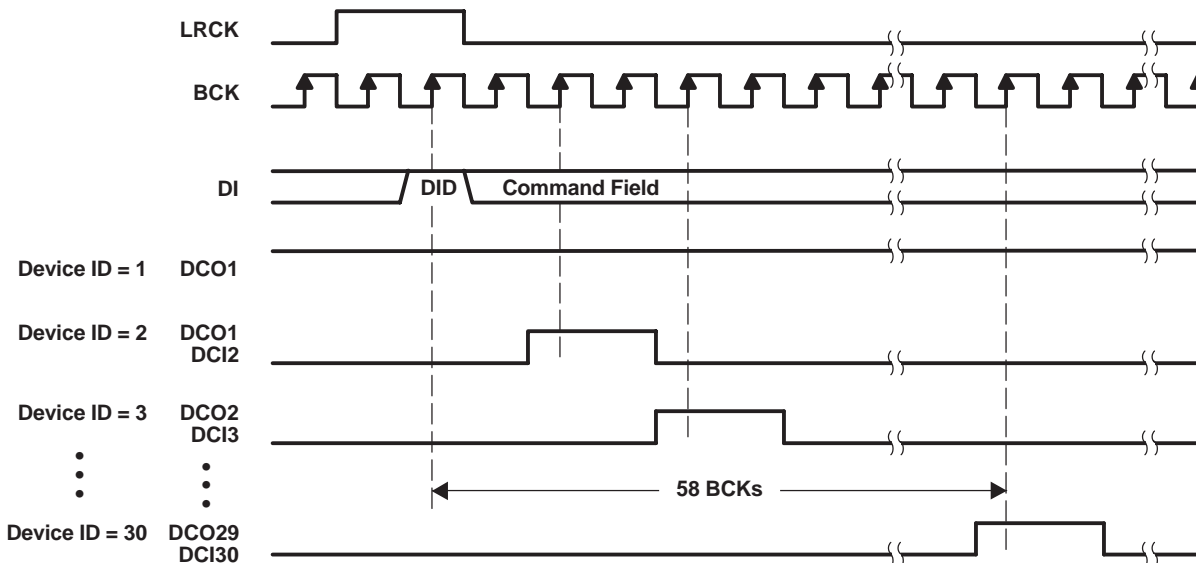 LRCK
BCK
DI
DID Command Field
Device ID = 1 DCO1
Device ID = 2 DCO1
DCI2
Device ID = 3 DCO2
DCI3
58 BCKs
Device ID = 30 DCO29
DCI30